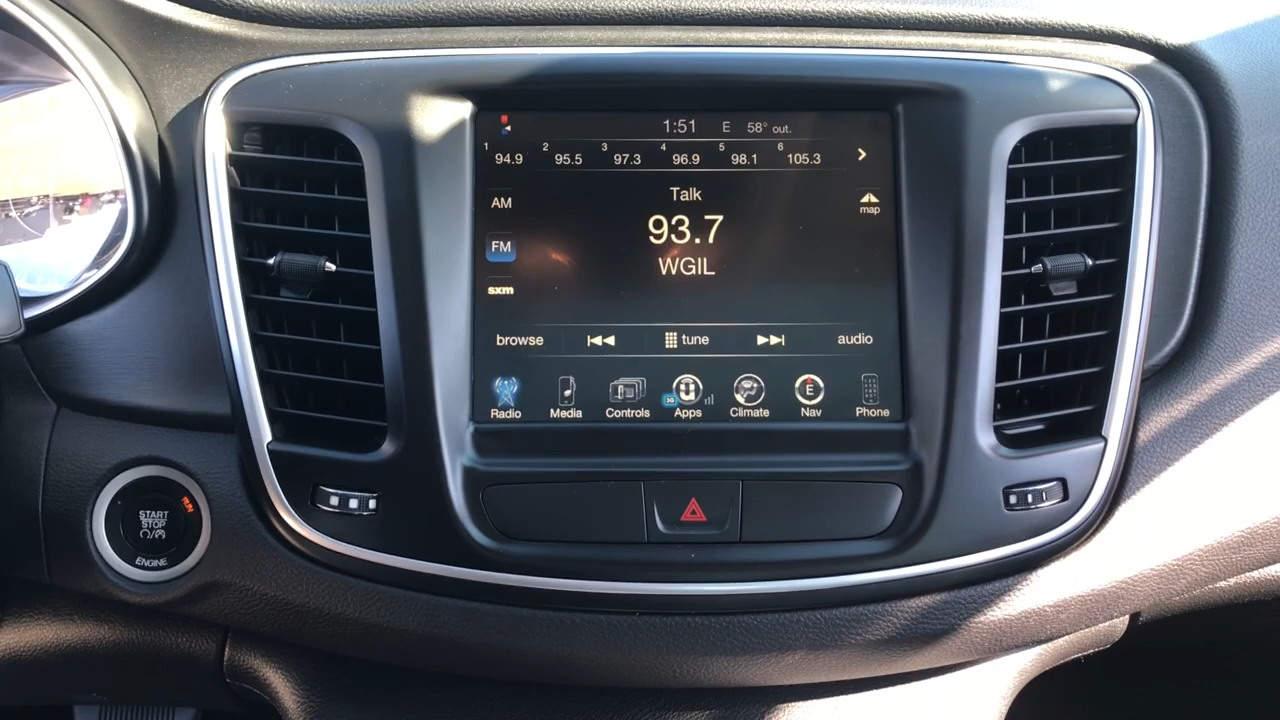 1:51 E 58° out.
1 94.9 2 95.5 3 97.3 4 96.9 5 98.1 6 105.3
AM
Talk
map
93.7
FM
WGIL
sxm
browse tune audio
3G
E
Radio Media Controls Apps Climate Nav Phone
RUN
START
STOP
ENGINE